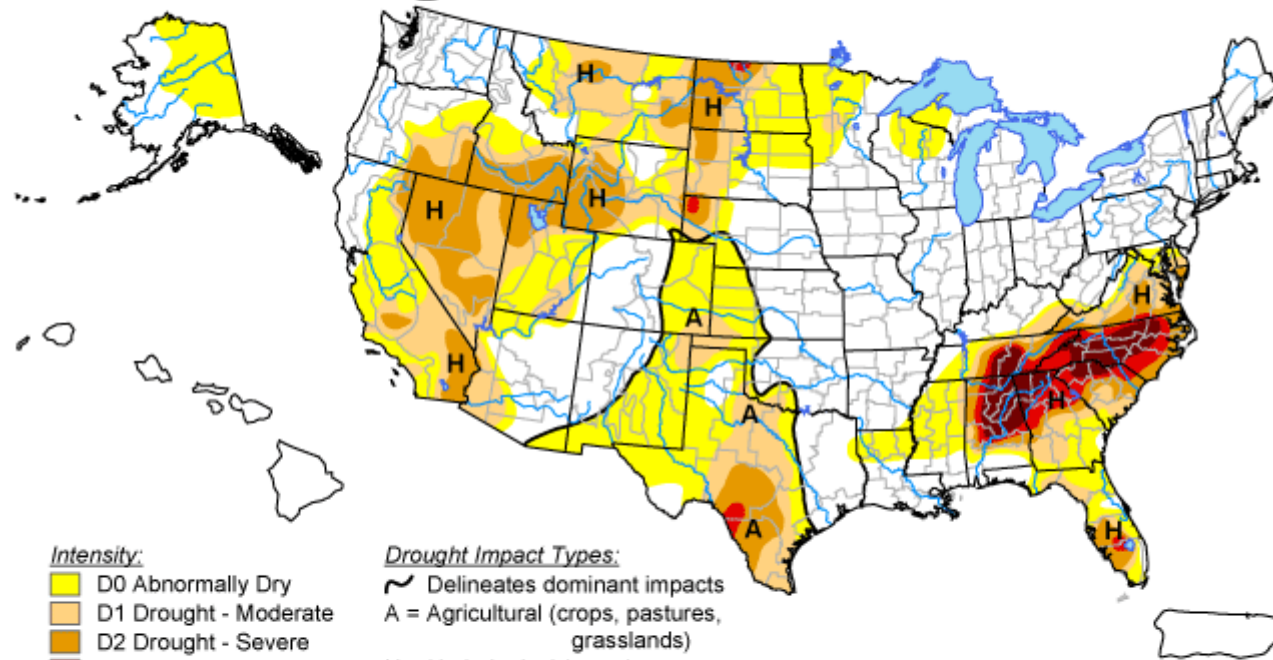 H
H
H
H
H
H
A
A
H
A
H
Intensity:
D0 Abnormally Dry
D1 Drought - Moderate
D2 Drought - Severe
Drought Impact Types:
Delineates dominant impacts
A = Agricultural (crops, pastures,
grasslands)